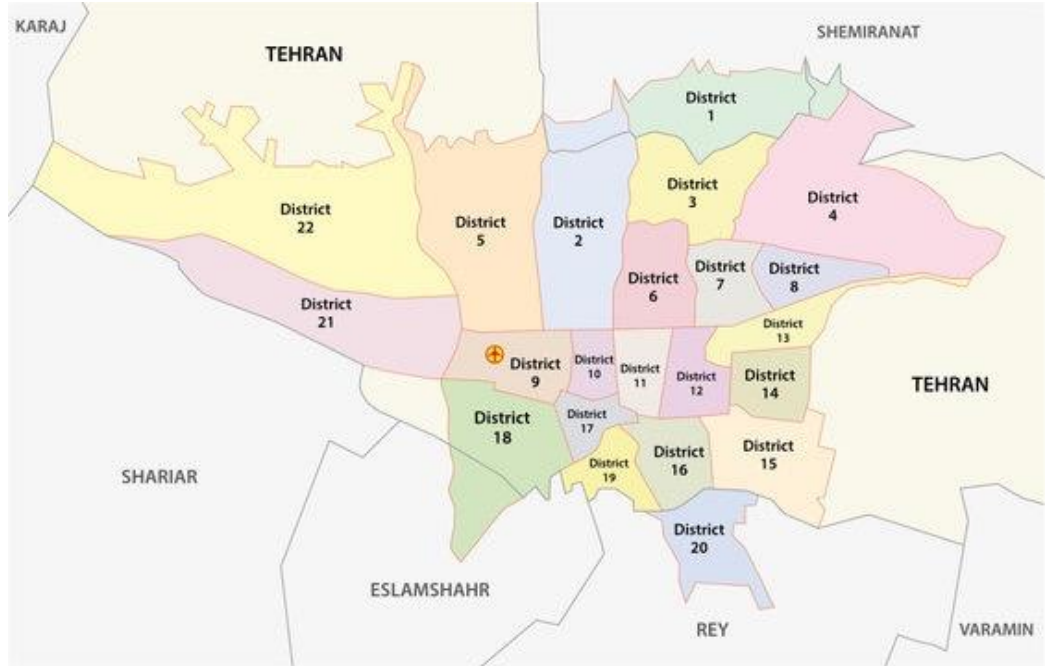 KARAJ
TEHRAN
SHEMIRANAT
District
1
District
3
District
4
District
22
District
5
District
2
District
6
District
7
District
8
District
21
District
13
District
9
District
10
District
11
District
12
District
14
TEHRAN
District
18
District
17
District
16
District
15
SHARIAR
District
19
District
20
ESLAMSHAHR
REY
VARAMIN